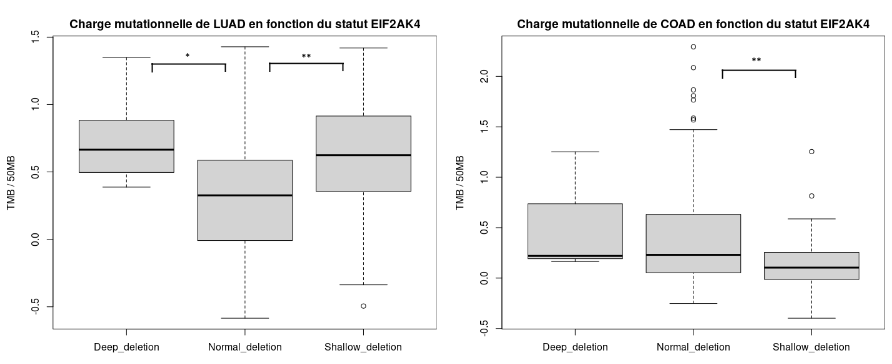 Charge mutationnelle de LUAD en fonction du statut EIF2AK4
TMB / 50MB
1.5
1.0
0.5
0.0
-0.5
*
**
Deep_deletion
Normal_deletion
Shallow_deletion
Charge mutationnelle de COAD en fonction du statut EIF2AK4
TMB / 50MB
2.0
1.5
1.0
0.5
0.0
-0.5
**
Deep_deletion
Normal_deletion
Shallow_deletion